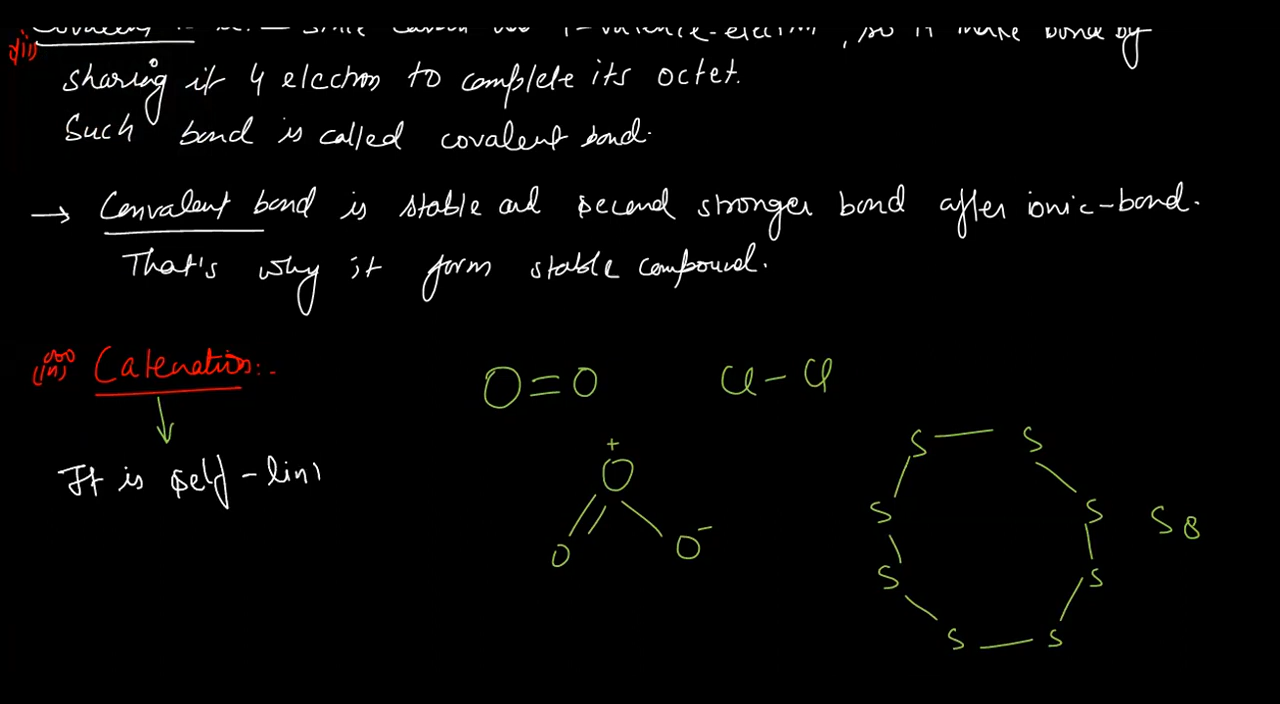 (ii) Covalency
sharing it 4 electron to complete its octet.
Such bond is called covalent bond.
→ Convalent bond is stable and second stronger bond after ionic-bond.
That's why it form stable compound.
Catenation:-
O=O Cl-Cl
It is self-lin
+
O
O O-
S S
S S
S S
S S
S8